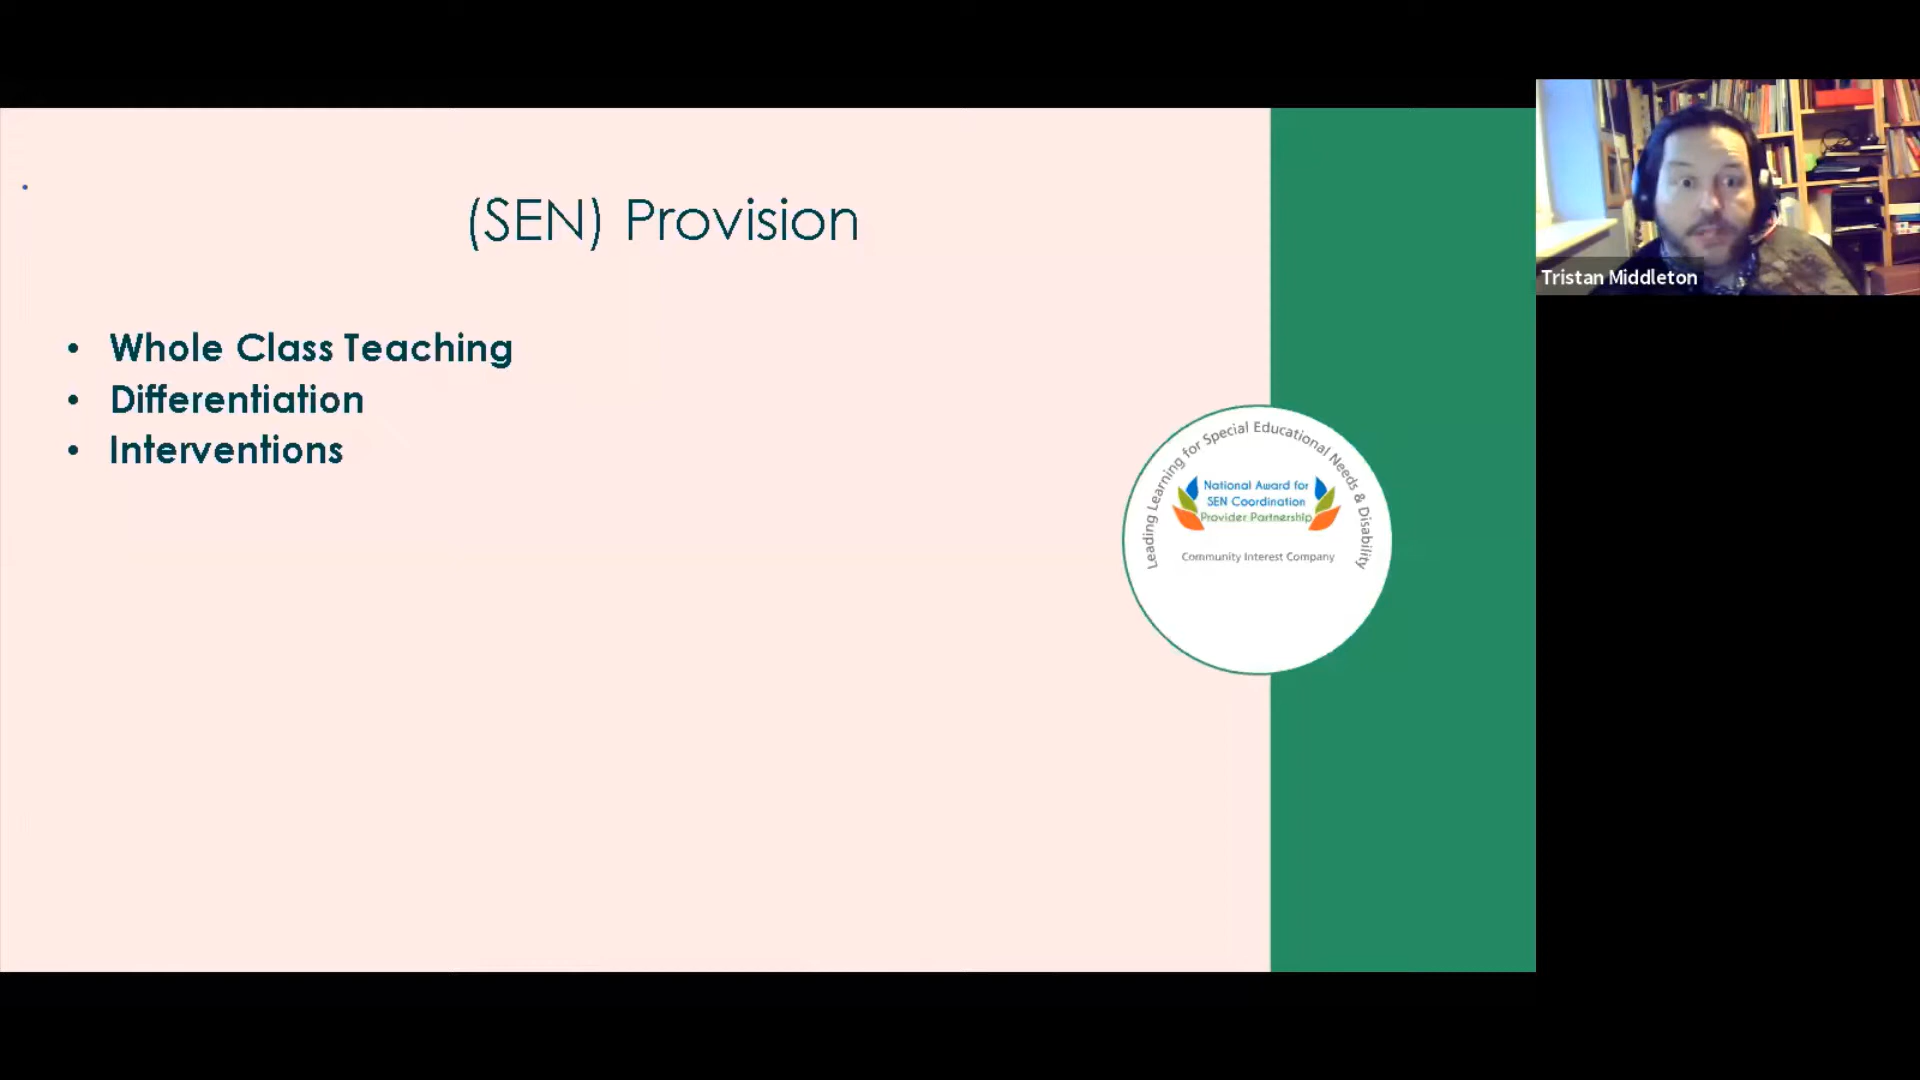 (SEN) Provision
• Whole Class Teaching
• Differentiation
• Interventions
Leading Learning for Special Educational Needs & Disability
National Award for
SEN Coordination
Provider Partnership
Community Interest Company
Tristan Middleton